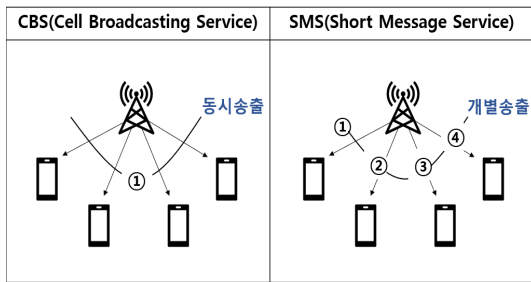 CBS(Cell Broadcasting Service)
SMS(Short Message Service)
동시송출
①
개별송출
①
②
③
④